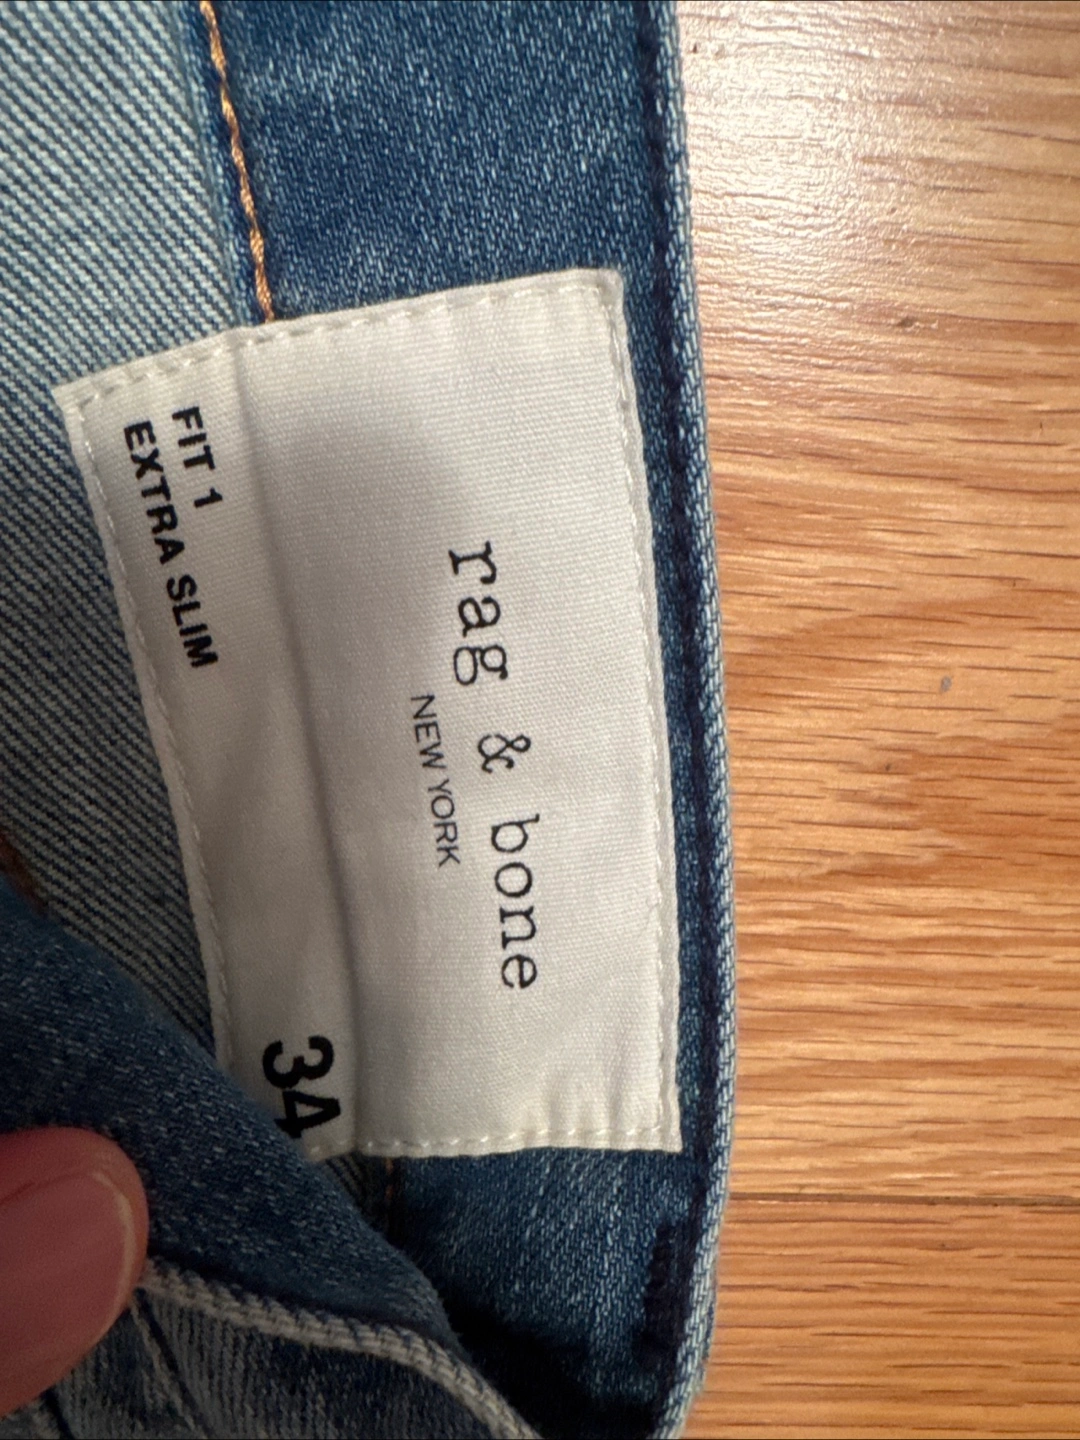 rag & bone
NEW YORK
FIT 1
EXTRA SLIM
34